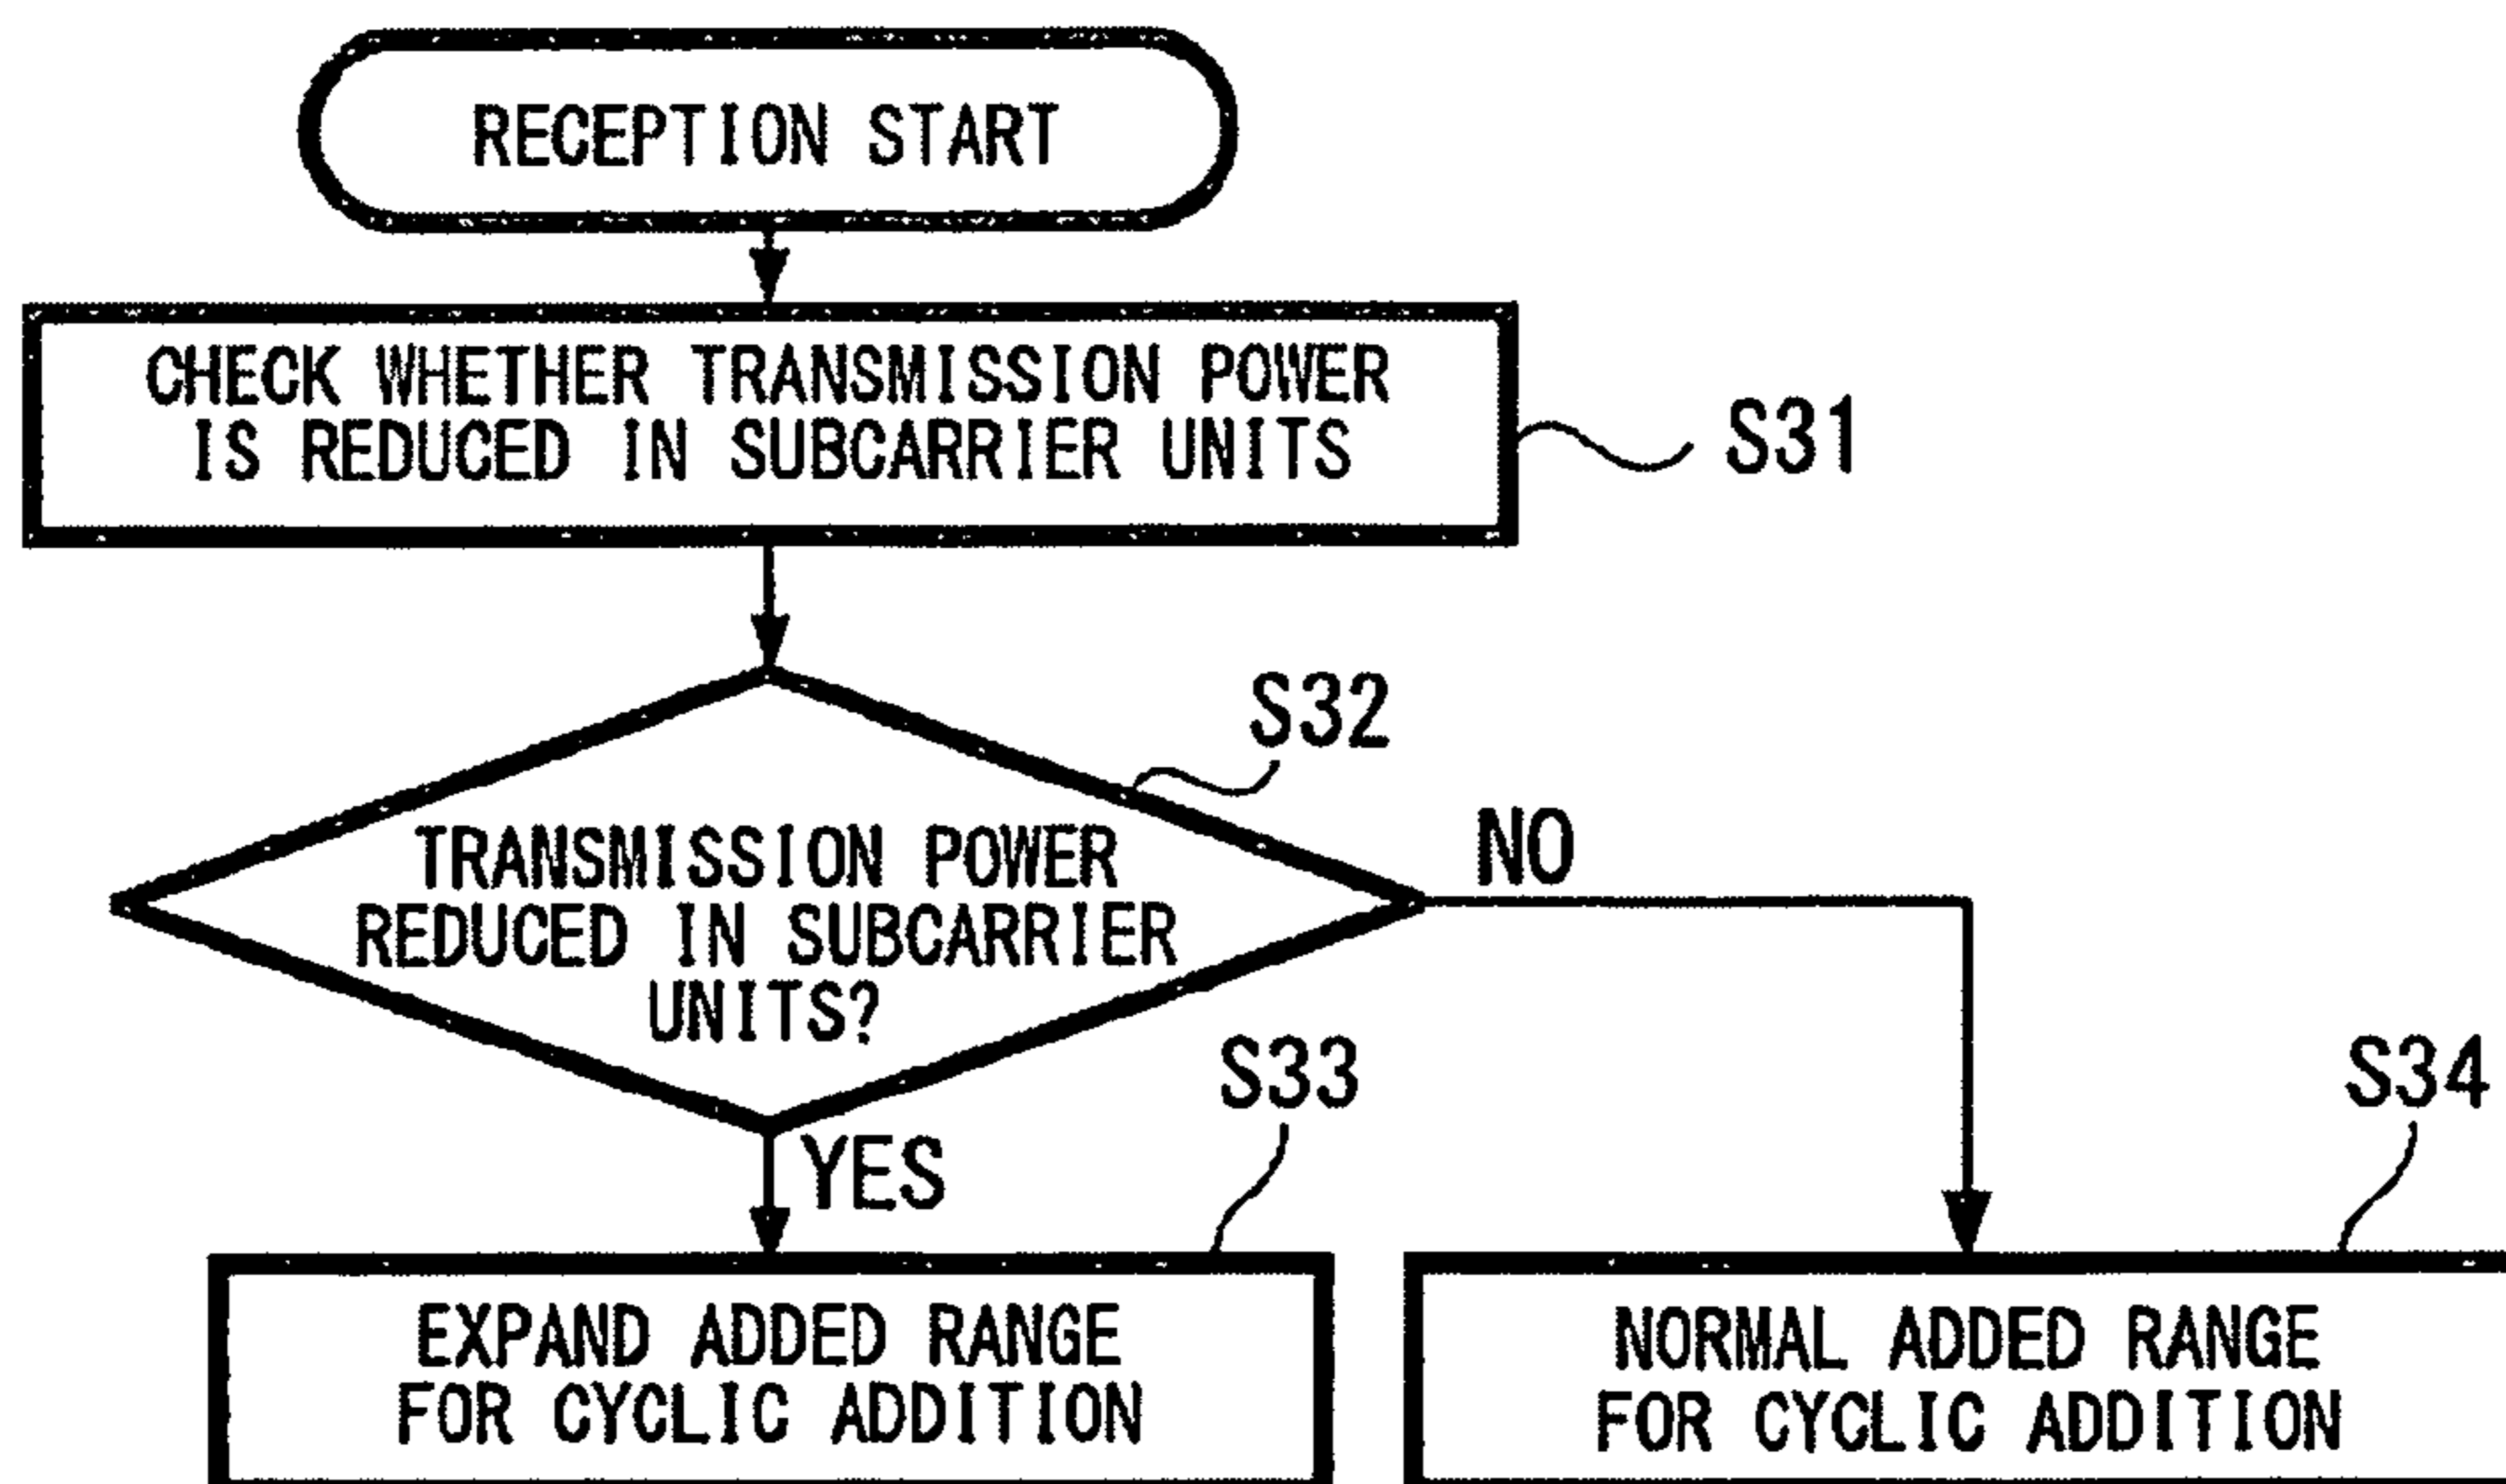 RECEPTION START
CHECK WHETHER TRANSMISSION POWER
IS REDUCED IN SUBCARRIER UNITS
S31
S32
TRANSMISSION POWER
REDUCED IN SUBCARRIER
UNITS?
NO
YES
S33
EXPAND ADDED RANGE
FOR CYCLIC ADDITION
S34
NORMAL ADDED RANGE
FOR CYCLIC ADDITION